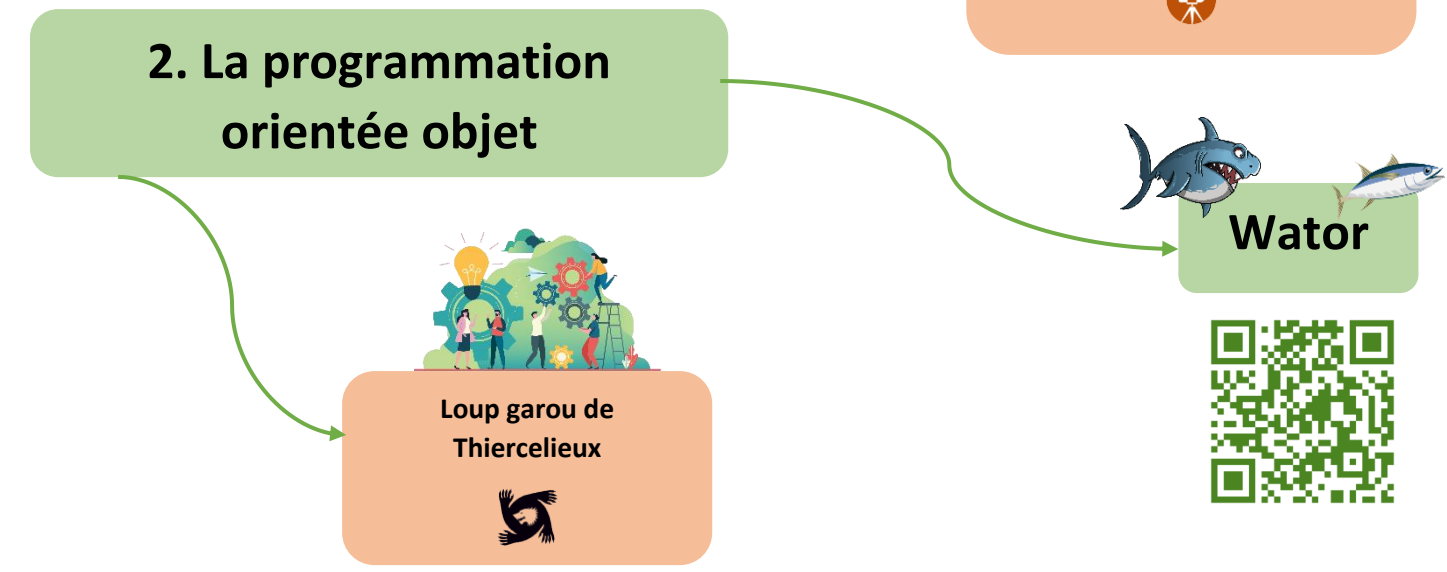 2. La programmation
orientée objet
Wator
Loup garou de
Thiercelieux